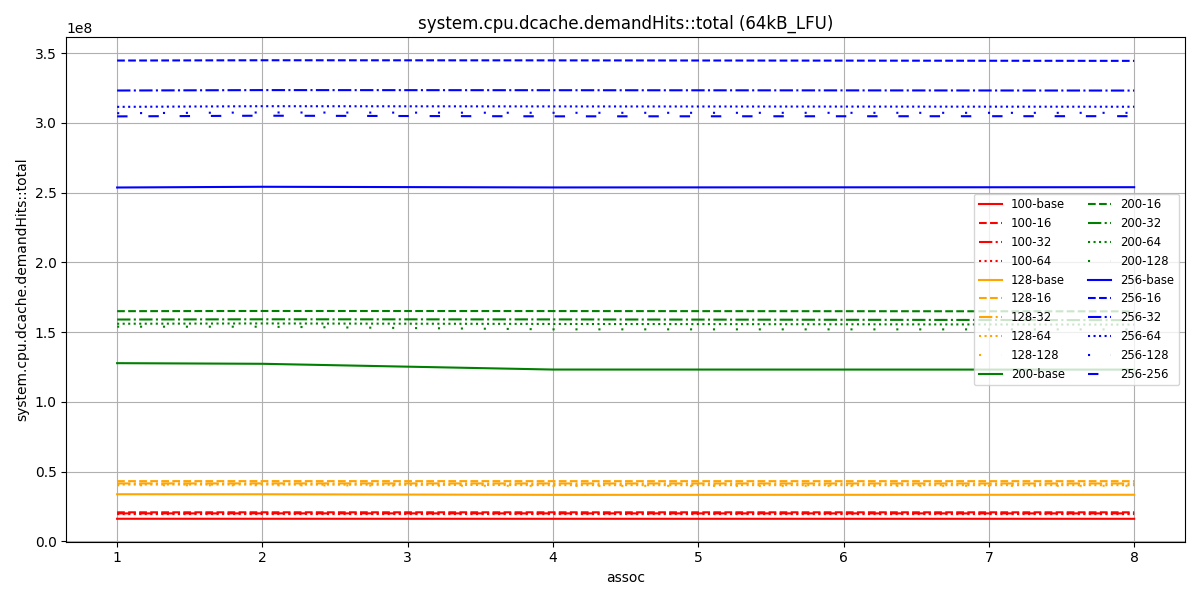 system.cpu.dcache.demandHits::total (64kB_LFU)
1e8
3.5
3.0
2.5
2.0
1.5
1.0
0.5
0.0
system.cpu.dcache.demandHits::total
1 2 3 4 5 6 7 8
assoc
100-base
100-16
100-32
100-64
128-base
128-16
128-32
128-64
128-128
200-base
200-16
200-32
200-64
200-128
256-base
256-16
256-32
256-64
256-128
256-256